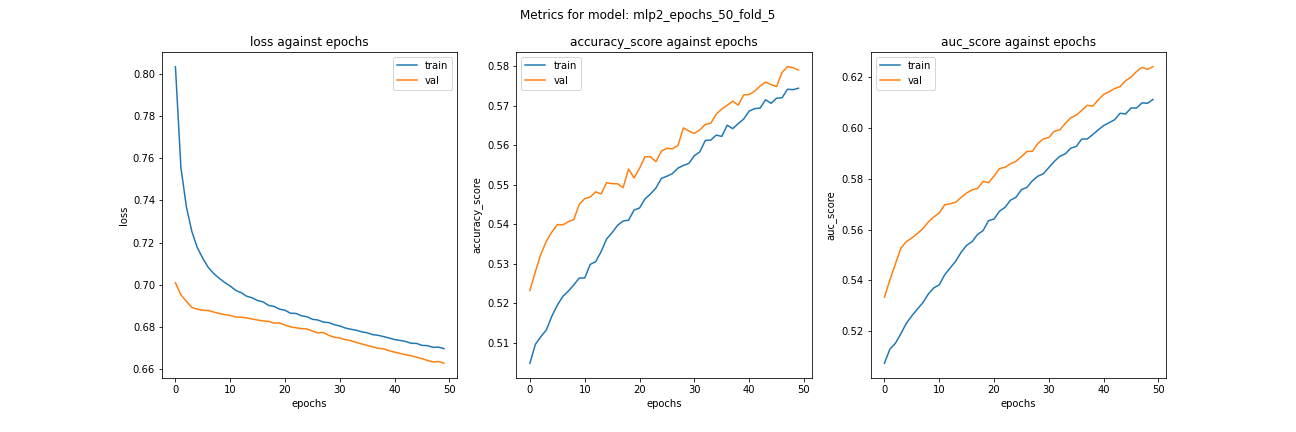 Metrics for model: mlp2_epochs_50_fold_5
loss against epochs
train
val
0.80
0.78
0.76
0.74
0.72
0.70
0.68
0.66
loss
0
10
20
30
40
50
epochs
accuracy_score against epochs
train
val
0.58
0.57
0.56
0.55
0.54
0.53
0.52
0.51
accuracy_score
0
10
20
30
40
50
epochs
auc_score against epochs
train
val
0.62
0.60
0.58
0.56
0.54
0.52
auc_score
0
10
20
30
40
50
epochs